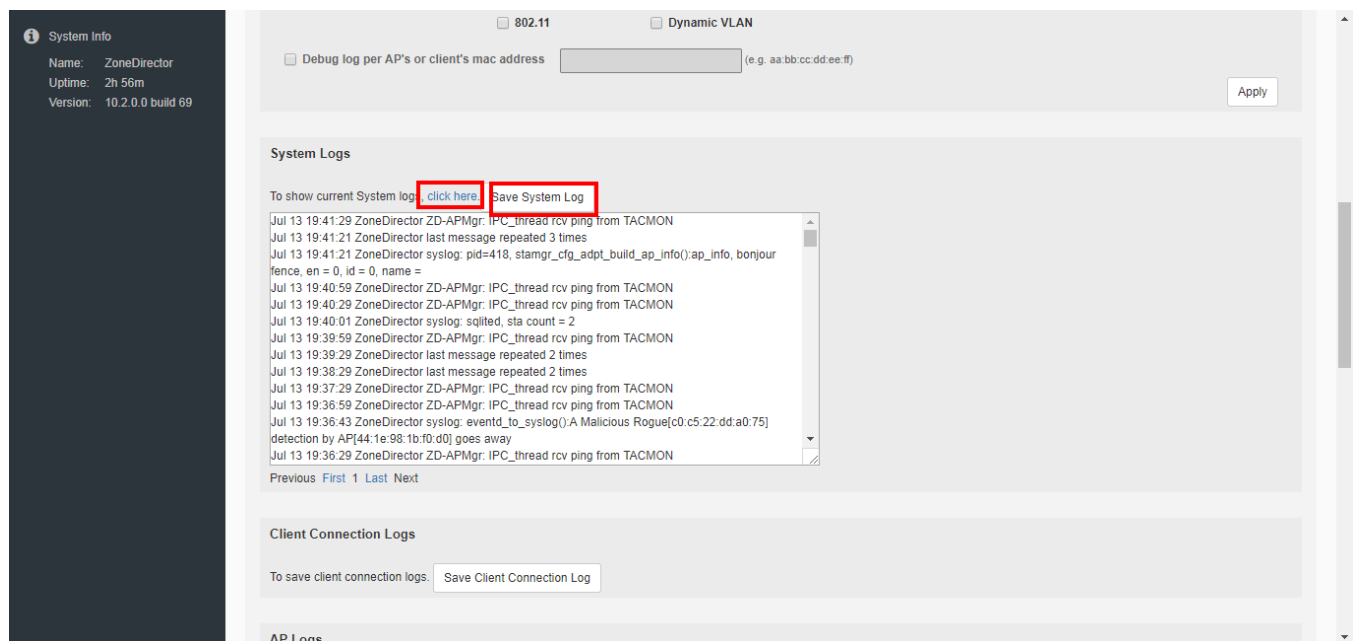 System Info
Name: ZoneDirector
Uptime: 2h 56m
Version: 10.2.0.0 build 69
802.11 Dynamic VLAN
Debug log per AP's or client's mac address (e.g. aa:bb:cc:dd:ee:ff)
Apply
System Logs
To show current System logs, click here. Save System Log
Jul 13 19:41:29 ZoneDirector ZD-APMgr: IPC_thread rcv ping from TACMON
Jul 13 19:41:21 ZoneDirector last message repeated 3 times
Jul 13 19:41:21 ZoneDirector syslog: pid=418, stamgr_cfg_adpt_build_ap_info():ap_info, bonjour
fence, en = 0, id = 0, name =
Jul 13 19:40:59 ZoneDirector ZD-APMgr: IPC_thread rcv ping from TACMON
Jul 13 19:40:29 ZoneDirector ZD-APMgr: IPC_thread rcv ping from TACMON
Jul 13 19:40:01 ZoneDirector syslog: sqlited, sta count = 2
Jul 13 19:39:59 ZoneDirector ZD-APMgr: IPC_thread rcv ping from TACMON
Jul 13 19:39:29 ZoneDirector last message repeated 2 times
Jul 13 19:38:29 ZoneDirector last message repeated 2 times
Jul 13 19:37:29 ZoneDirector ZD-APMgr: IPC_thread rcv ping from TACMON
Jul 13 19:36:59 ZoneDirector ZD-APMgr: IPC_thread rcv ping from TACMON
Jul 13 19:36:43 ZoneDirector syslog: eventd_to_syslog():A Malicious Rogue[c0:c5:22:dd:a0:75]
detection by AP[44:1e:98:1b:f0:d0] goes away
Jul 13 19:36:29 ZoneDirector ZD-APMgr: IPC_thread rcv ping from TACMON
Previous First 1 Last Next
Client Connection Logs
To save client connection logs. Save Client Connection Log
AP Logs